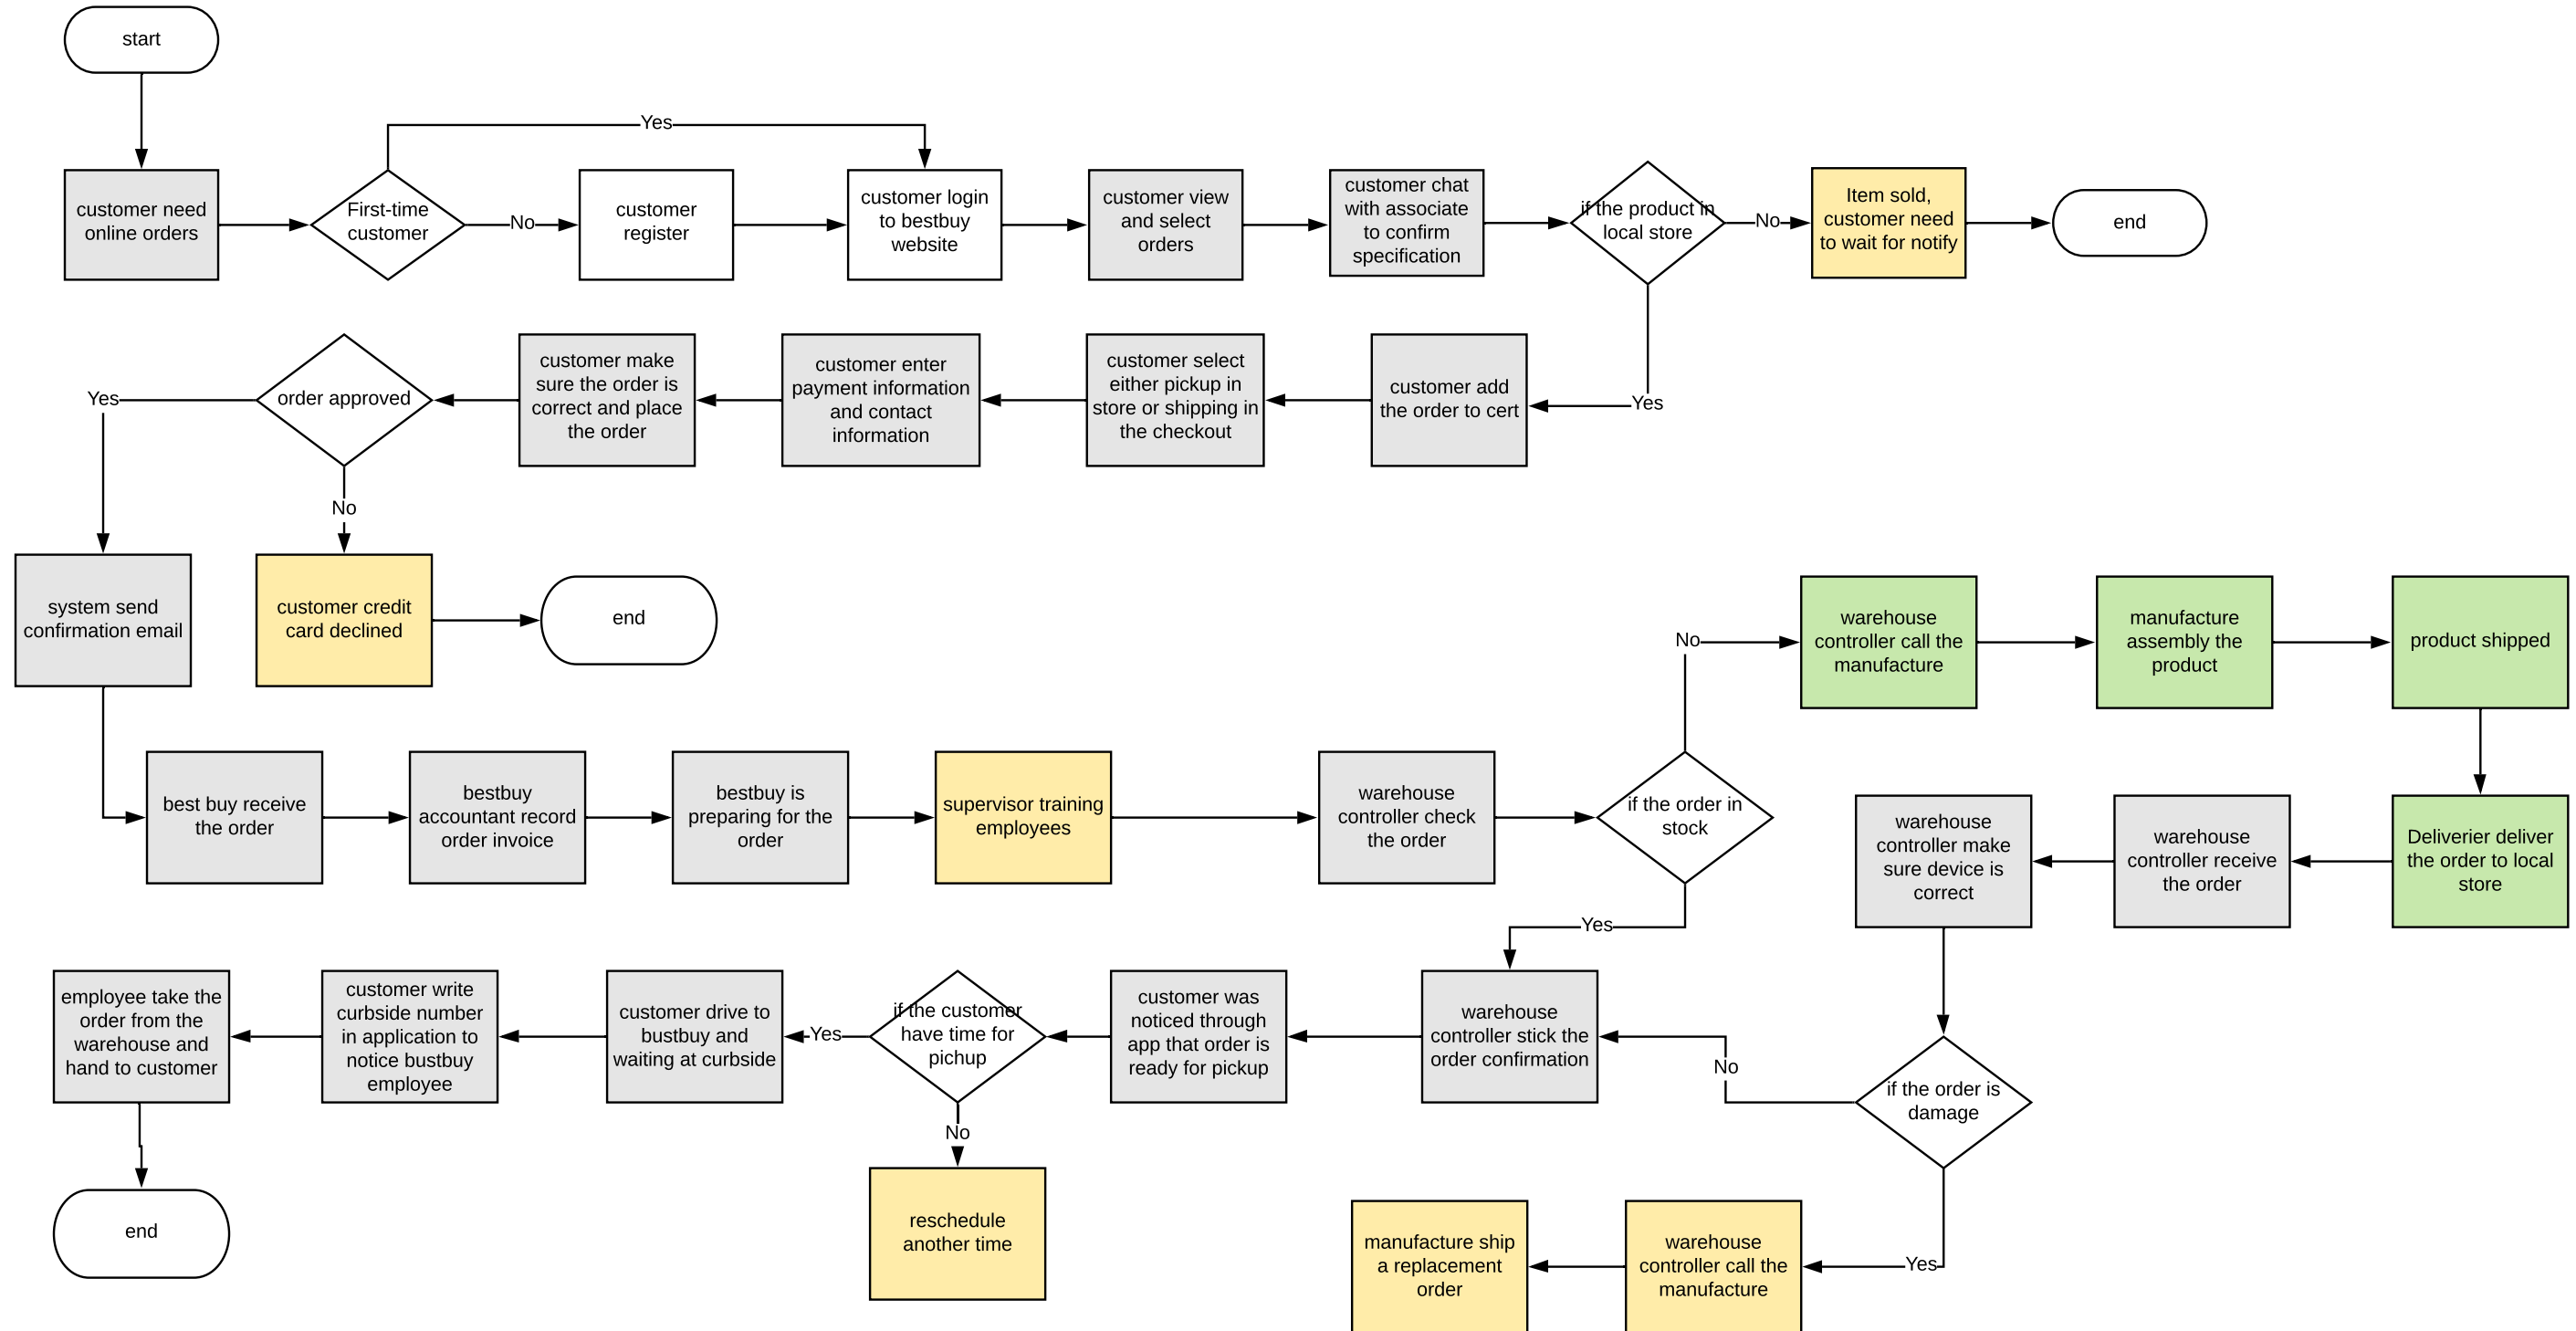 start
Yes
customer need
online orders
First-time
customer
No
customer
register
customer login
to bestbuy
website
customer view
and select
orders
customer chat
with associate
to confirm
specification
if the product in
local store
No
Item sold,
customer need
to wait for notify
end
Yes
order approved
customer make
sure the order is
correct and place
the order
customer enter
payment information
and contact
information
customer select
either pickup in
store or shipping in
the checkout
customer add
the order to cert
Yes
No
system send
confirmation email
customer credit
card declined
end
No
warehouse
controller call the
manufacture
manufacture
assembly the
product
product shipped
best buy receive
the order
bestbuy
accountant record
order invoice
bestbuy is
preparing for the
order
supervisor training
employees
warehouse
controller check
the order
if the order in
stock
warehouse
controller make
sure device is
correct
warehouse
controller receive
the order
Deliverier deliver
the order to local
store
Yes
employee take the
order from the
warehouse and
hand to customer
customer write
curbside number
in application to
notice bustbuy
employee
customer drive to
bustbuy and
waiting at curbside
Yes
if the customer
have time for
pichup
customer was
noticed through
app that order is
ready for pickup
warehouse
controller stick the
order confirmation
No
if the order is
damage
No
end
reschedule
another time
manufacture ship
a replacement
order
warehouse
controller call the
manufacture
Yes